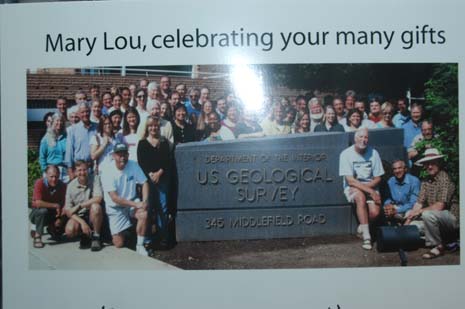 Mary Lou, celebrating your many gifts
DEPARTMENT OF THE INTERIOR
U.S. GEOLOGICAL
SURVEY
345 MIDDLEFIELD ROAD